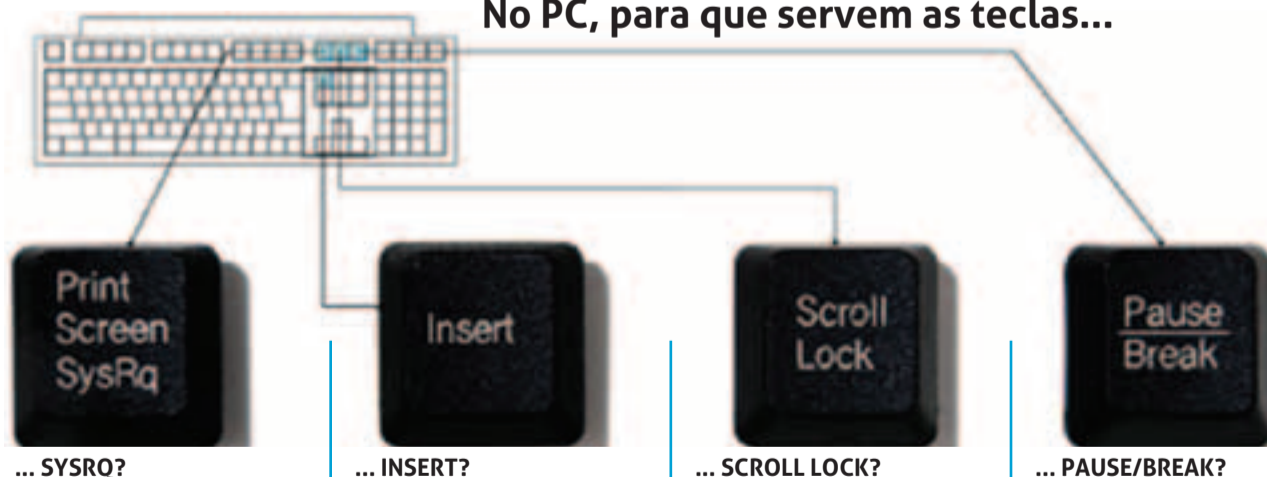 No PC, para que servem as teclas...
Print
Screen
SysRq
Insert
Scroll
Lock
Pause
Break
... SYSRQ?
... INSERT?
... SCROLL LOCK?
... PAUSE/BREAK?